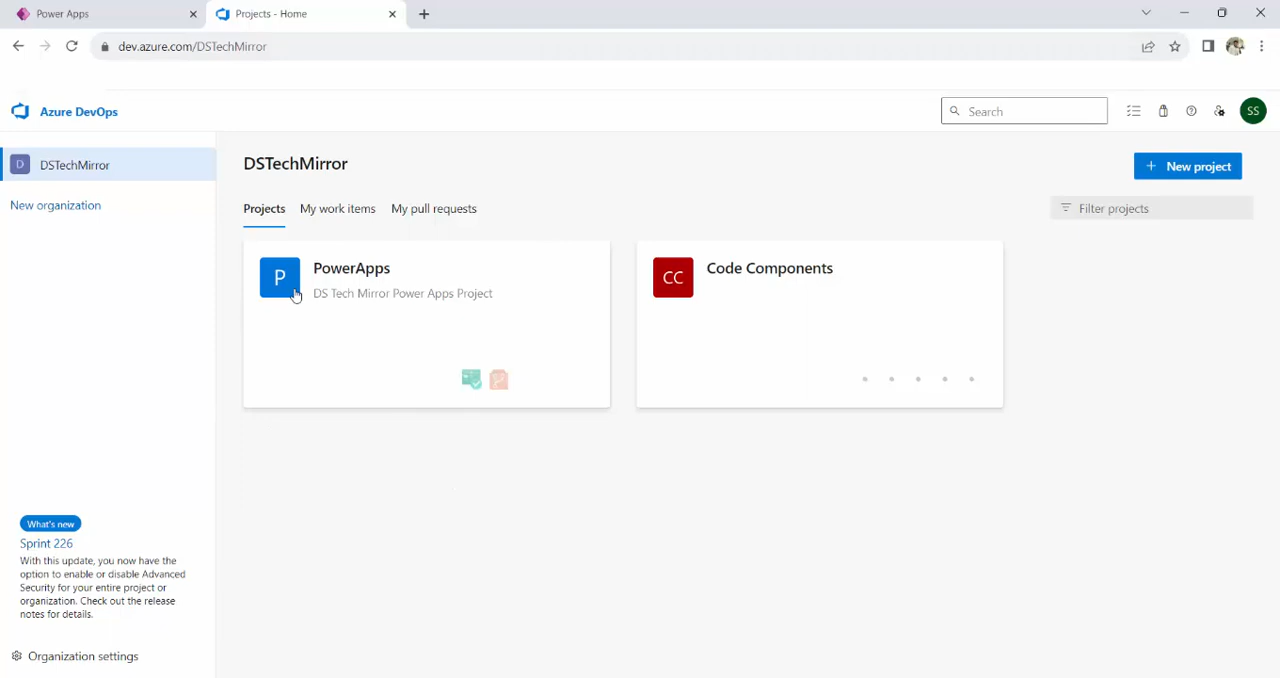 Power Apps
Projects - Home
dev.azure.com/DSTechMirror
Azure DevOps
Search
SS
D
DSTechMirror
New organization
DSTechMirror
New project
Projects
My work items
My pull requests
Filter projects
P
PowerApps
DS Tech Mirror Power Apps Project
CC
Code Components
What's new
Sprint 226
With this update, you now have the
option to enable or disable Advanced
Security for your entire project or
organization. Check out the release
notes for details.
Organization settings